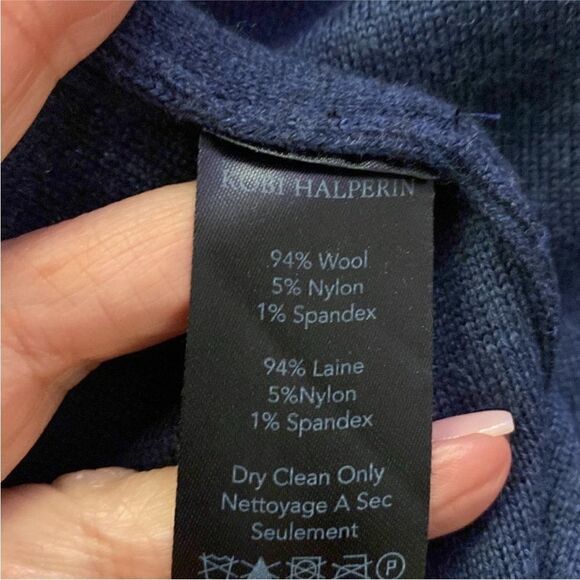 KOBI HALPERIN
94% Wool
5% Nylon
1% Spandex
94% Laine
5%Nylon
1% Spandex
Dry Clean Only
Nettoyage A Sec
Seulement
P